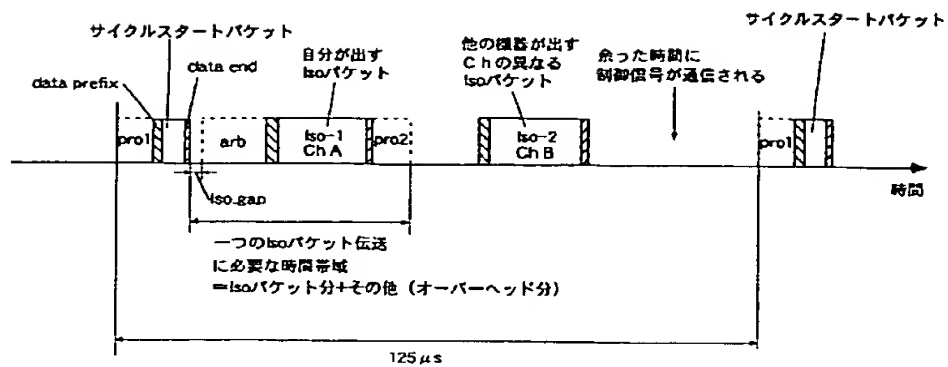 サイクルスタートパケット
data prefix
data end
自分が出す
Isoパケット
他の機器が出す
Chの異なる
Isoパケット
余った時間に
制御信号が通信される
サイクルスタートパケット
pro1
arb
Iso-1
Ch A
pro2
Iso-2
Ch B
pro1
時間
iso.gap
一つのIsoパケット伝送
に必要な時間帯域
=Isoパケット分+その他(オーバーヘッド分)
125μs